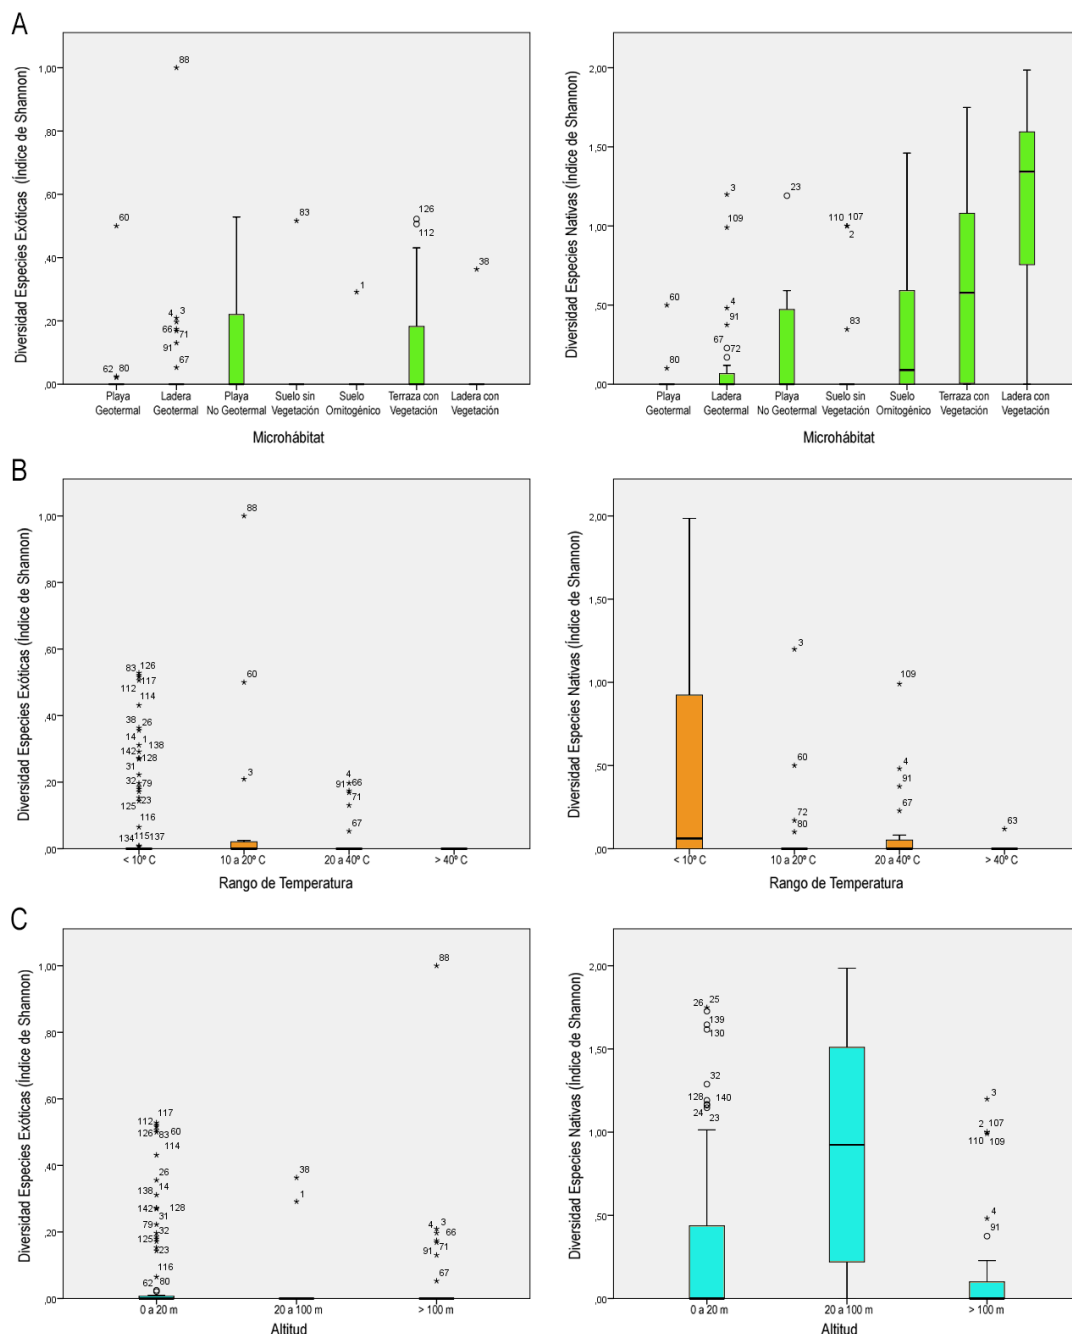 A
Diversidad Especies Exóticas (Índice de Shannon)
1,00
,80
,60
,40
,20
,00
88
60
62 80
4 3
66 71
91
67
83
1
126
112
38
Playa Geotermal
Ladera Geotermal
Playa No Geotermal
Suelo sin Vegetación
Suelo Ornitogénico
Terraza con Vegetación
Ladera con Vegetación
Microhábitat
Diversidad Especies Nativas (Índice de Shannon)
2,00
1,50
1,00
,50
,00
60
80
3
109
4
91
67 72
23
110 107
2
83
Playa Geotermal
Ladera Geotermal
Playa No Geotermal
Suelo sin Vegetación
Suelo Ornitogénico
Terraza con Vegetación
Ladera con Vegetación
Microhábitat
B
Diversidad Especies Exóticas (Índice de Shannon)
1,00
,80
,60
,40
,20
,00
83 126
112 117
114
38 26
14 1 138
142 128
31
32 79
125 23
116
134 115 137
88
60
3
4
91 66
71
67
< 10º C
10 a 20º C
20 a 40º C
> 40º C
Rango de Temperatura
Diversidad Especies Nativas (Índice de Shannon)
2,00
1,50
1,00
,50
,00
3
60
72
80
109
4
91
67
63
< 10º C
10 a 20º C
20 a 40º C
> 40º C
Rango de Temperatura
C
Diversidad Especies Exóticas (Índice de Shannon)
1,00
,80
,60
,40
,20
,00
117
112
126 83 60
114
26
138 14
142 128
31
79 32
125
23
116
62 80
38
1
88
4 3
66
91 71
67
0 a 20 m
20 a 100 m
> 100 m
Altitud
Diversidad Especies Nativas (Índice de Shannon)
2,00
1,50
1,00
,50
,00
26 25
139
130
32
128 140
24 23
3
2 107
110 109
4
91
0 a 20 m
20 a 100 m
> 100 m
Altitud